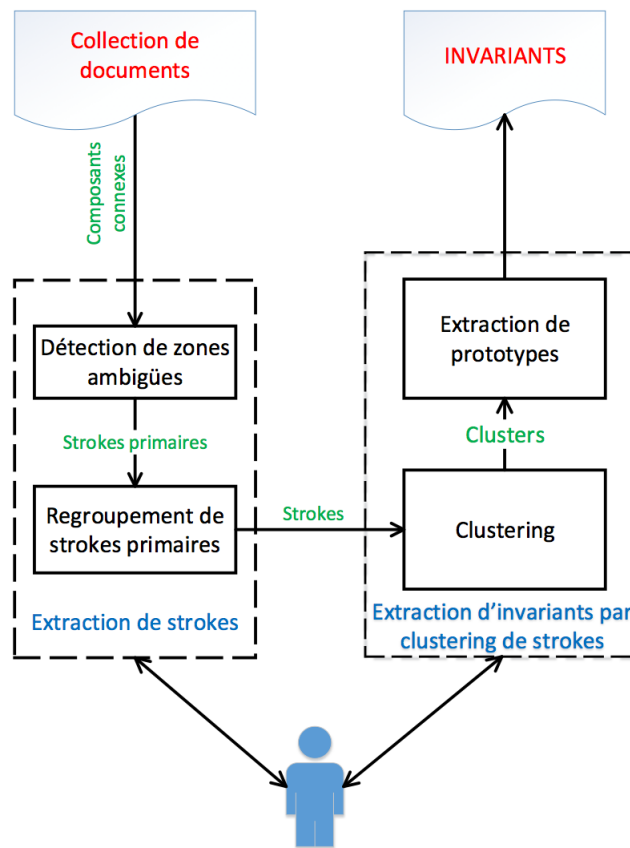 Collection de
documents
Composants
connexes
Détection de zones
ambigües
Strokes primaires
Regroupement de
strokes primaires
Extraction de strokes
Strokes
INVARIANTS
Extraction de
prototypes
Clusters
Clustering
Extraction d’invariants par
clustering de strokes